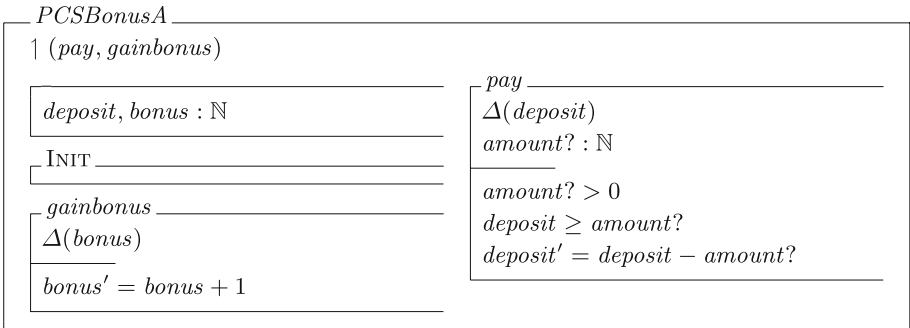 PCSBonusA
↾ (pay, gainbonus)
deposit, bonus : ℕ
INIT
gainbonus
Δ(bonus)
bonus′ = bonus + 1
pay
Δ(deposit)
amount? : ℕ
amount? > 0
deposit ≥ amount?
deposit′ = deposit − amount?